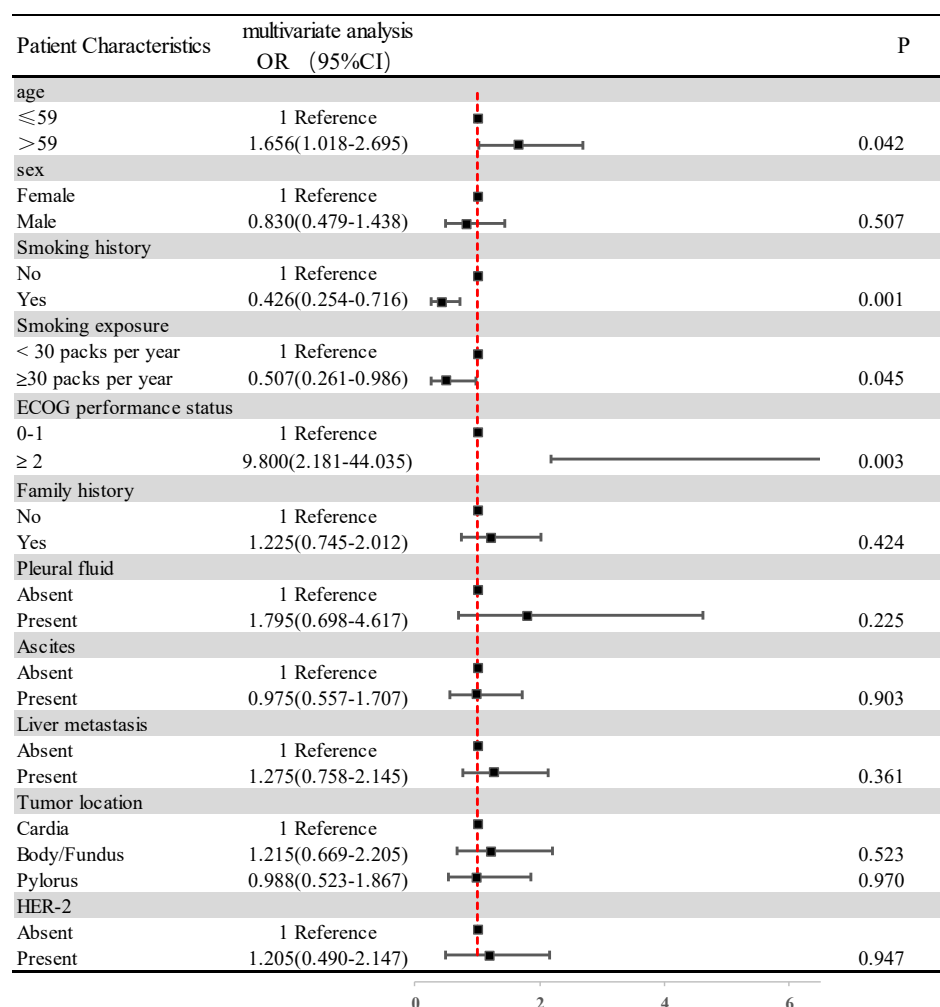 multivariate analysis
Patient Characteristics OR (95%CI) P
age
≤59 1 Reference
>59 1.656(1.018-2.695) 0.042
sex
Female 1 Reference
Male 0.830(0.479-1.438) 0.507
Smoking history
No 1 Reference
Yes 0.426(0.254-0.716) 0.001
Smoking exposure
< 30 packs per year 1 Reference
≥30 packs per year 0.507(0.261-0.986) 0.045
ECOG performance status
0-1 1 Reference
≥ 2 9.800(2.181-44.035) 0.003
Family history
No 1 Reference
Yes 1.225(0.745-2.012) 0.424
Pleural fluid
Absent 1 Reference
Present 1.795(0.698-4.617) 0.225
Ascites
Absent 1 Reference
Present 0.975(0.557-1.707) 0.903
Liver metastasis
Absent 1 Reference
Present 1.275(0.758-2.145) 0.361
Tumor location
Cardia 1 Reference
Body/Fundus 1.215(0.669-2.205) 0.523
Pylorus 0.988(0.523-1.867) 0.970
HER-2
Absent 1 Reference
Present 1.205(0.490-2.147) 0.947
0 2 4 6